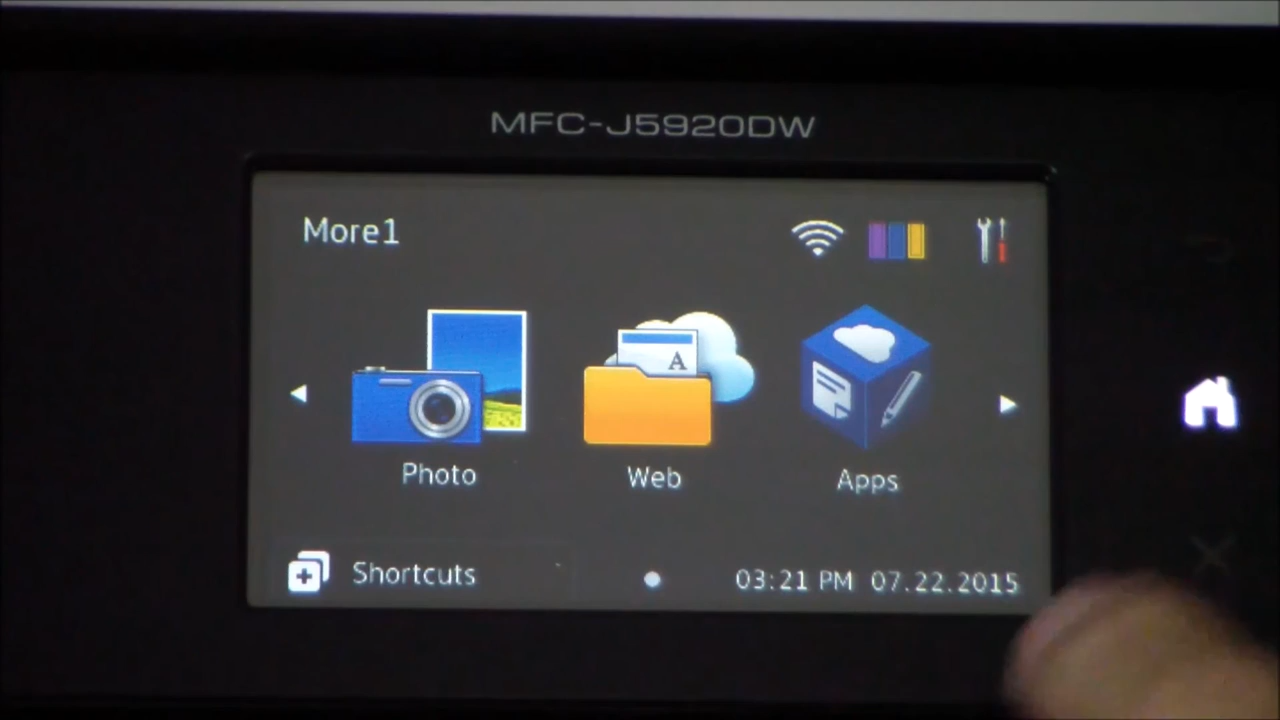 MFC-J5920DW
More1
A
Photo
Web
Apps
Shortcuts
03:21 PM 07.22.2015